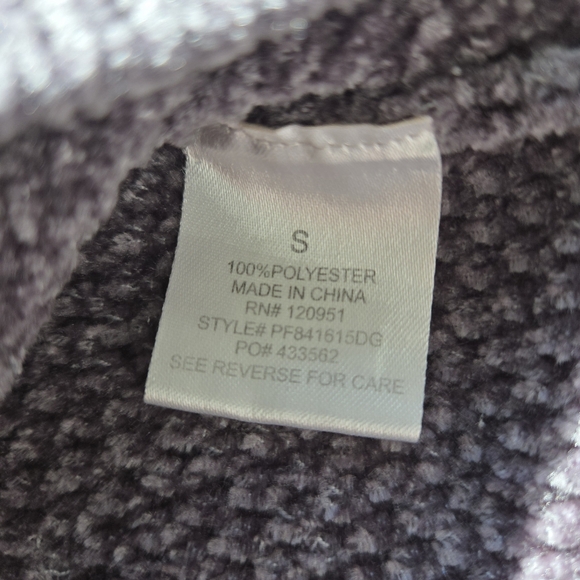 S
100%POLYESTER
MADE IN CHINA
RN# 120951
STYLE# PF841615DG
PO# 433562
SEE REVERSE FOR CARE